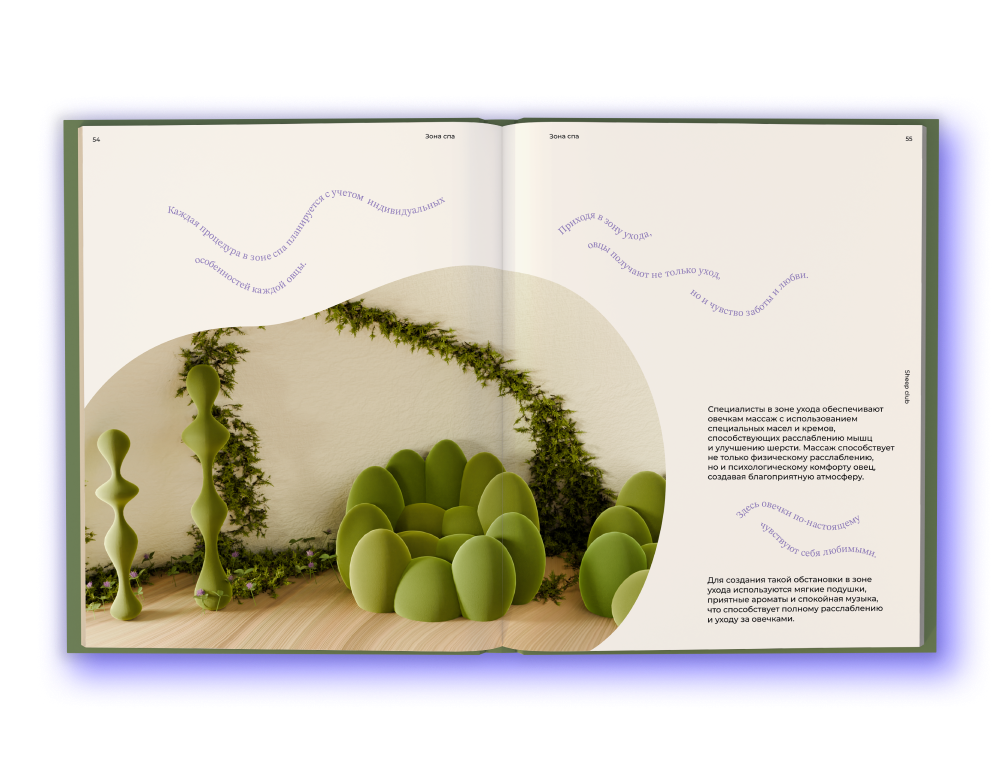 54
Зона спа
Каждая процедура в зоне спа планируется с учетом индивидуальных
особенностей каждой овцы.
Зона спа
55
Приходя в зону ухода,
овцы получают не только уход,
но и чувство заботы и любви.
Sheep club
Специалисты в зоне ухода обеспечивают
овечкам массаж с использованием
специальных масел и кремов,
способствующих расслаблению мышц
и улучшению шерсти. Массаж способствует
не только физическому расслаблению,
но и психологическому комфорту овец,
создавая благоприятную атмосферу.
Здесь овечки по-настоящему
чувствуют себя любимыми.
Для создания такой обстановки в зоне
ухода используются мягкие подушки,
приятные ароматы и спокойная музыка,
что способствует полному расслаблению
и уходу за овечками.